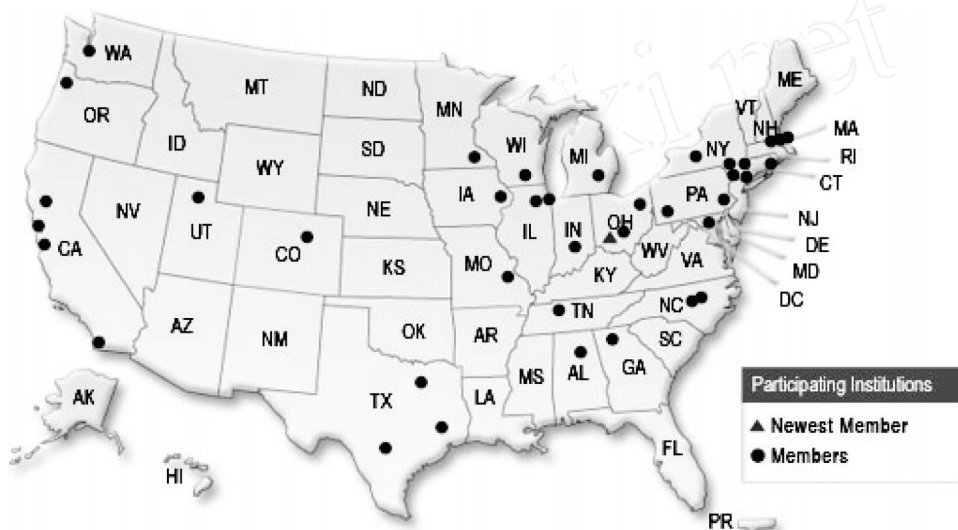 WA
MT
ND
MN
ME
VT
NH
MA
OR
ID
SD
WI
MI
NY
RI
WY
CT
IA
NE
PA
NJ
NV
UT
IL
IN
OH
DE
CA
CO
WV
VA
MD
KS
MO
KY
DC
NC
TN
AZ
NM
OK
AR
SC
MS
AL
GA
TX
LA
AK
FL
HI
PR
Participating Institutions
Newest Member
Members
ki.net